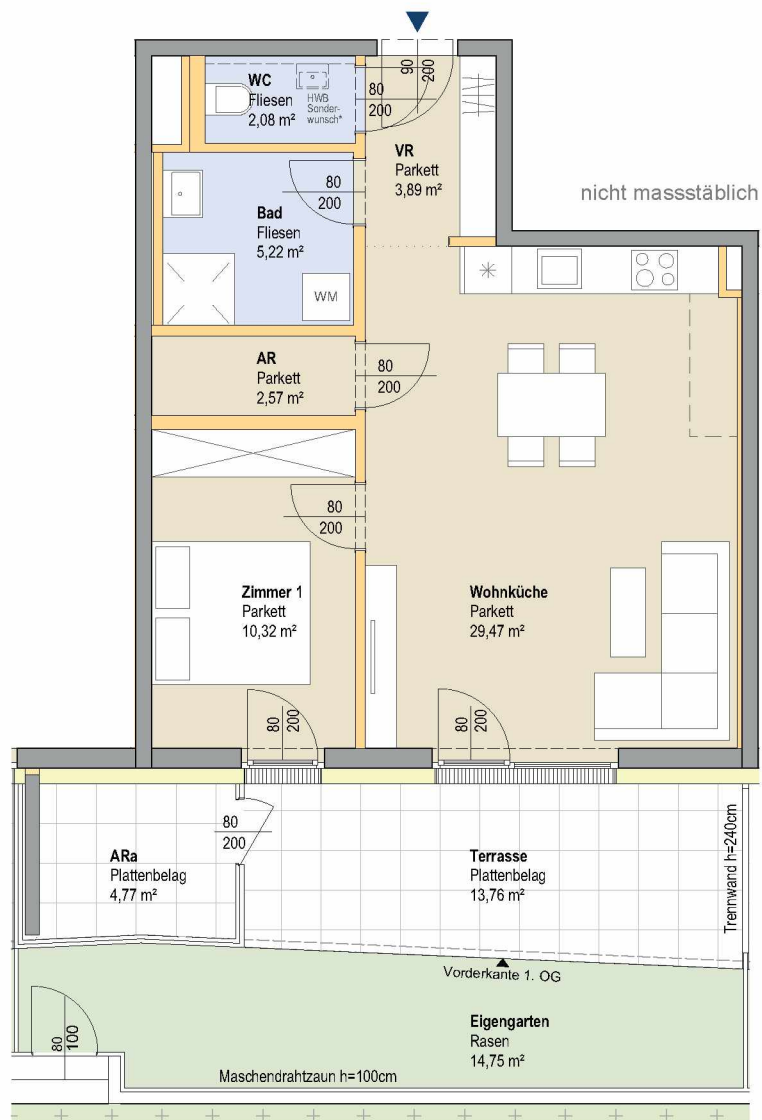 90
200
WC
Fliesen
2,08 m²
HWB
Sonder-
wunsch*
80
200
VR
Parkett
3,89 m²
nicht massstäblich
80
200
Bad
Fliesen
5,22 m²
WM
AR
Parkett
2,57 m²
80
200
80
200
Zimmer 1
Parkett
10,32 m²
Wohnküche
Parkett
29,47 m²
80
200
80
200
80
200
ARa
Plattenbelag
4,77 m²
Terrasse
Plattenbelag
13,76 m²
Trennwand h=240cm
Vorderkante 1. OG
Eigengarten
Rasen
14,75 m²
80
100
Maschendrahtzaun h=100cm